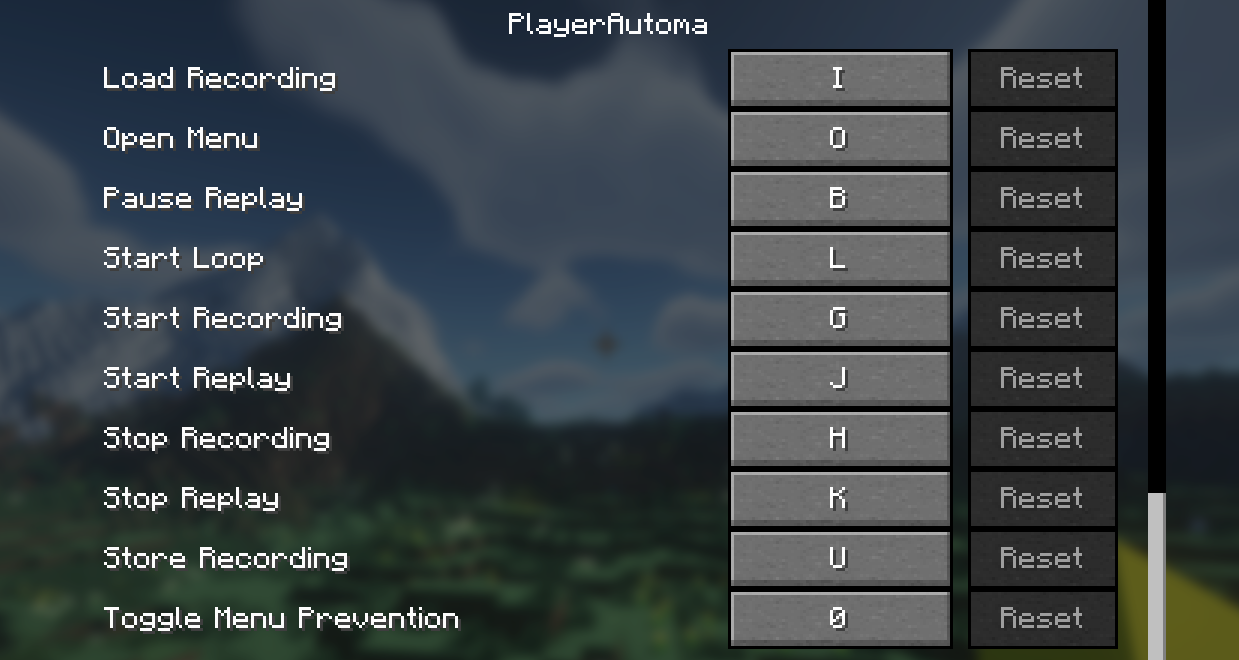 PlayerAutoma
Load Recording I Reset
Open Menu O Reset
Pause Replay B Reset
Start Loop L Reset
Start Recording G Reset
Start Replay J Reset
Stop Recording H Reset
Stop Replay K Reset
Store Recording U Reset
Toggle Menu Prevention 0 Reset